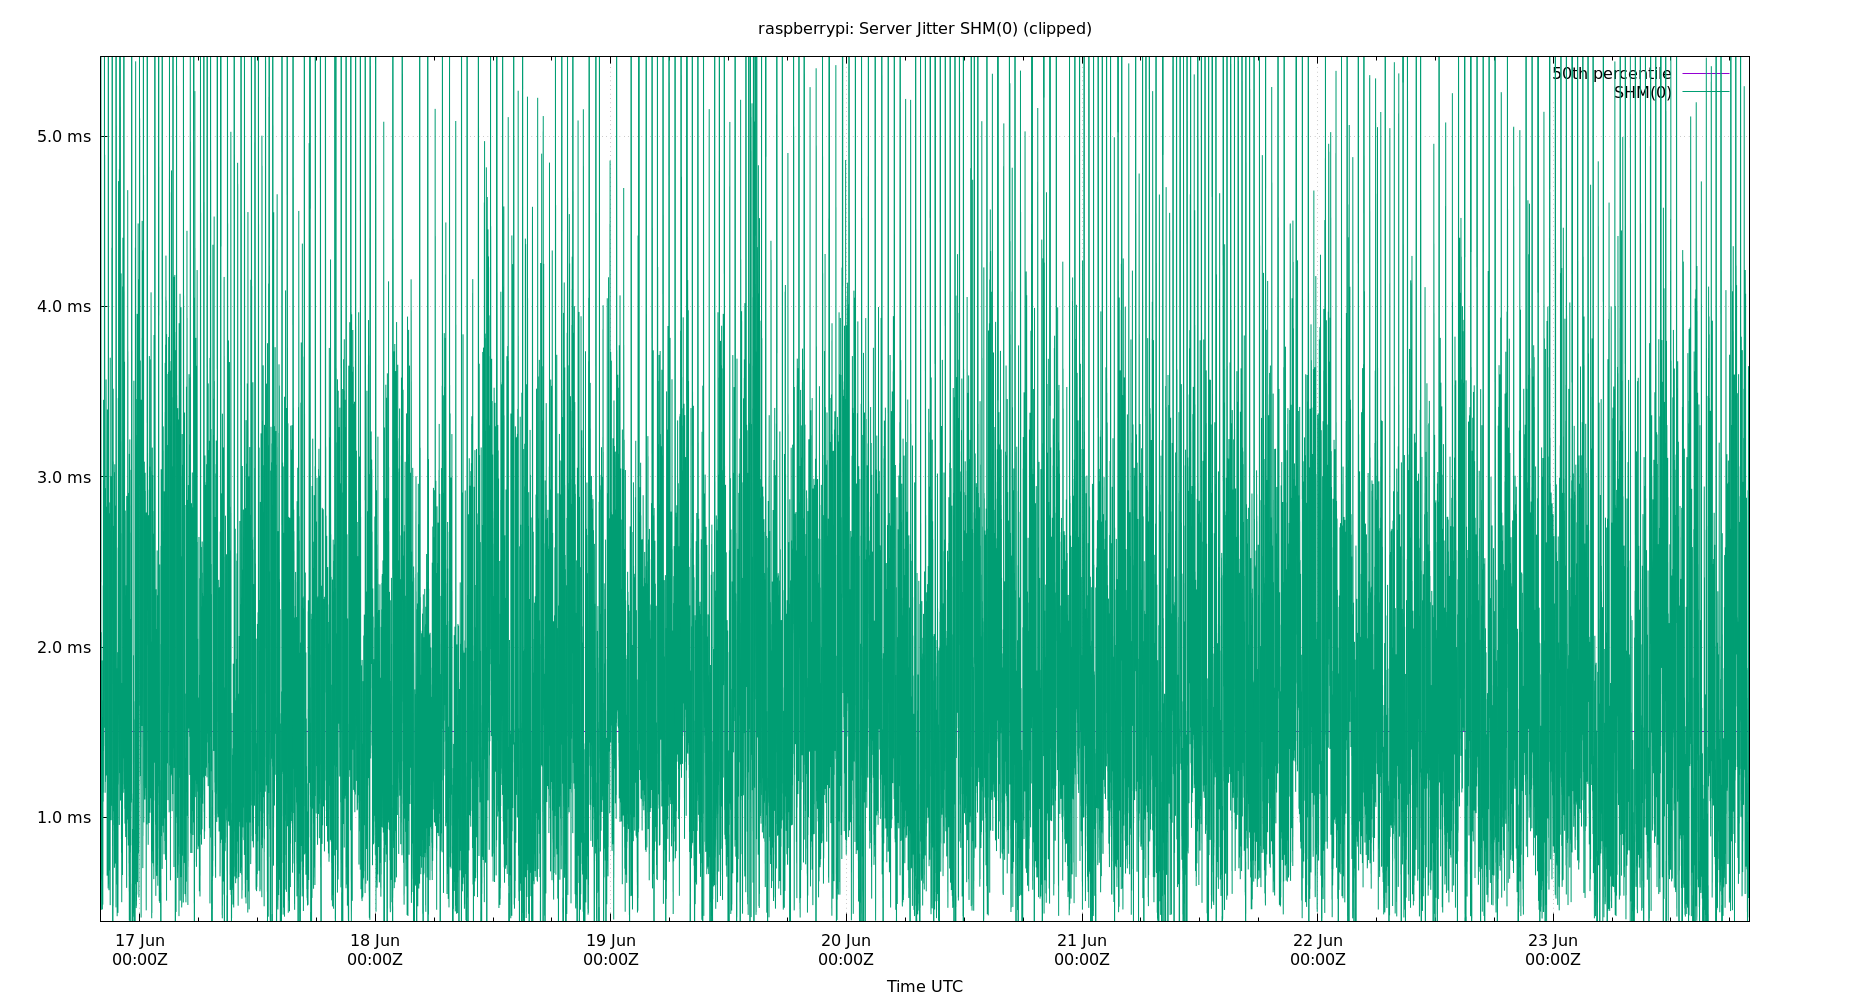 raspberrypi: Server Jitter SHM(0) (clipped)
50th percentile
SHM(0)
5.0 ms
4.0 ms
3.0 ms
2.0 ms
1.0 ms
17 Jun 18 Jun 19 Jun 20 Jun 21 Jun 22 Jun 23 Jun
00:00Z 00:00Z 00:00Z 00:00Z 00:00Z 00:00Z 00:00Z
Time UTC